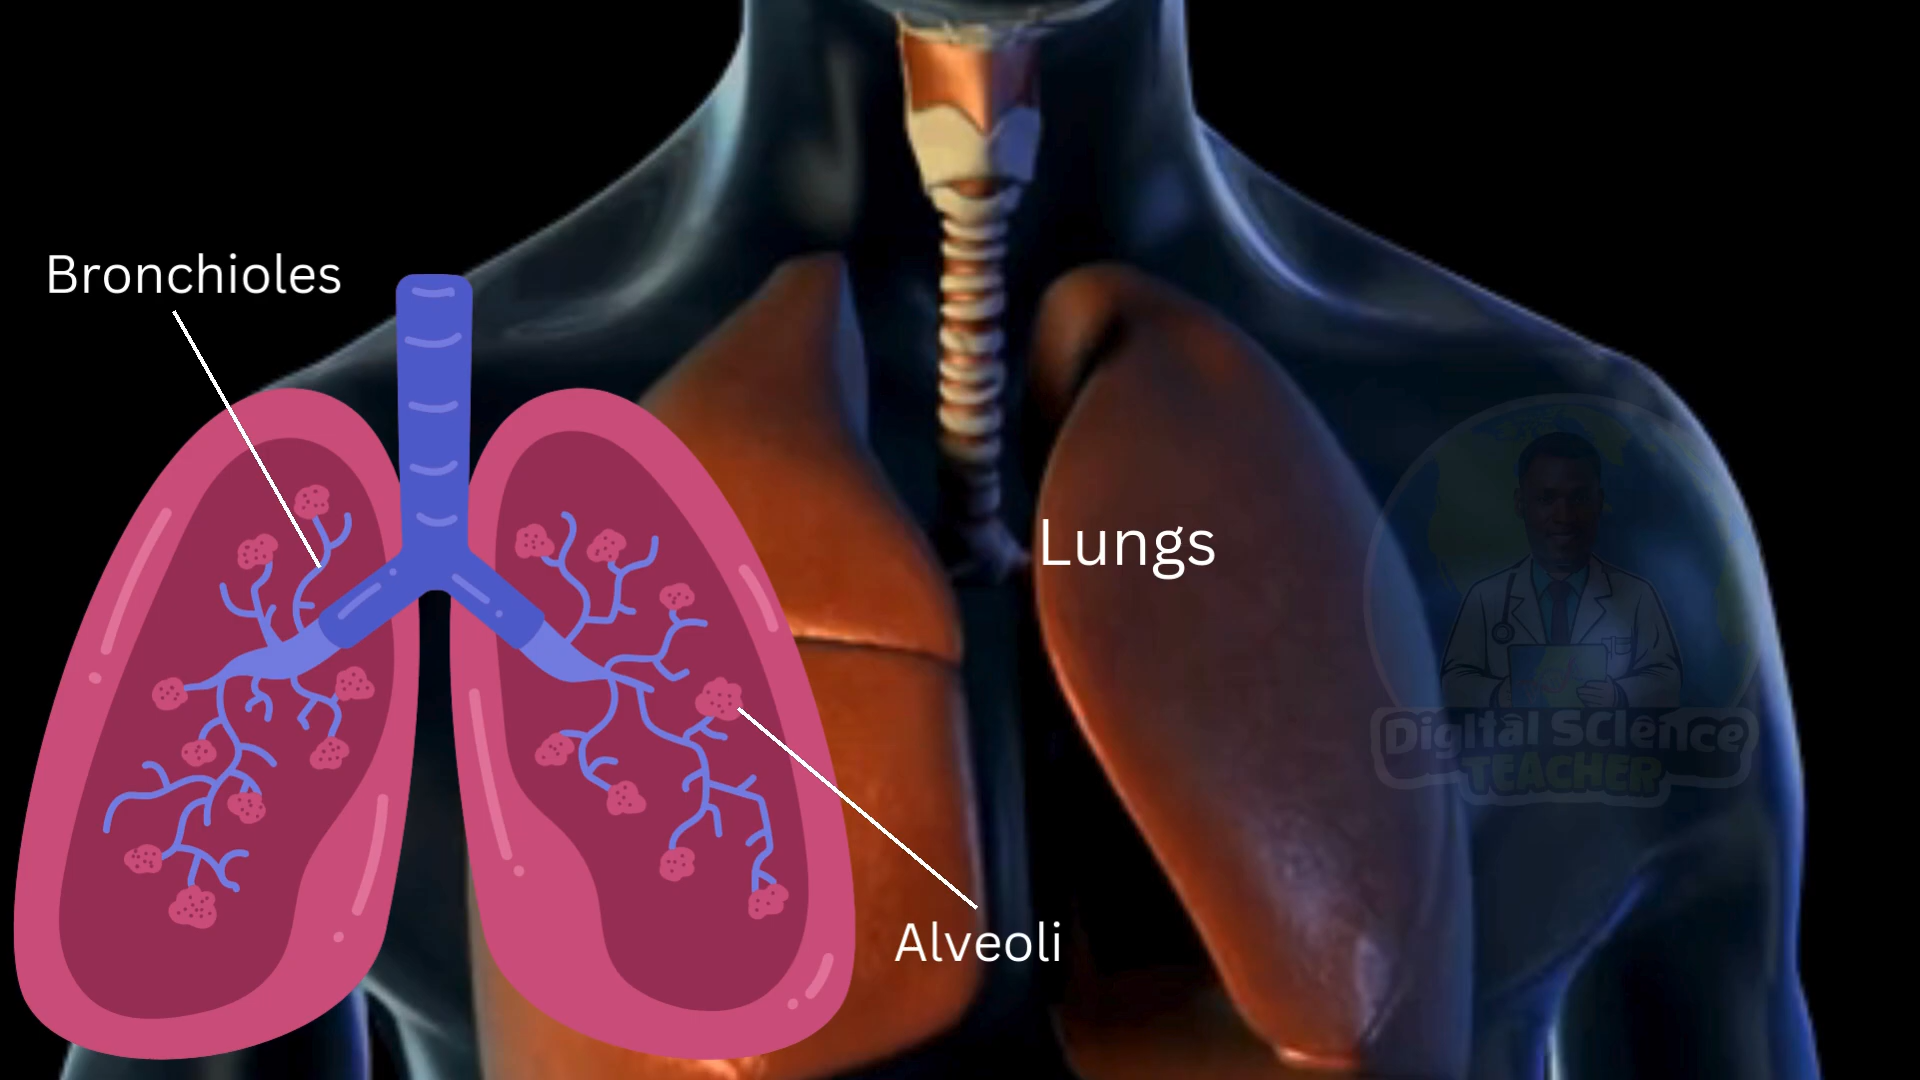 Bronchioles
Lungs
Digital Science
TEACHER
Alveoli